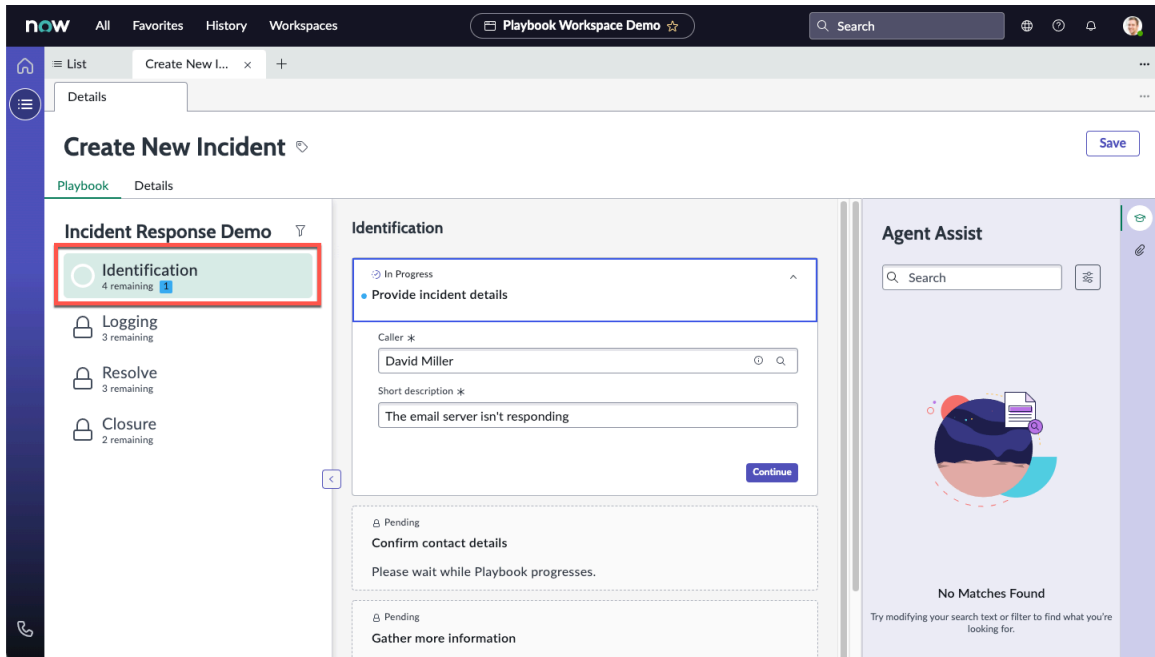 now All Favorites History Workspaces Playbook Workspace Demo Search
List Create New I... × +
Details
Create New Incident
Save
Playbook Details
Incident Response Demo
Identification
4 remaining 1
Logging
3 remaining
Resolve
3 remaining
Closure
2 remaining
Identification
In Progress
Provide incident details
Caller *
David Miller
Short description *
The email server isn't responding
Continue
Pending
Confirm contact details
Please wait while Playbook progresses.
Pending
Gather more information
Agent Assist
Search
No Matches Found
Try modifying your search text or filter to find what you're
looking for.